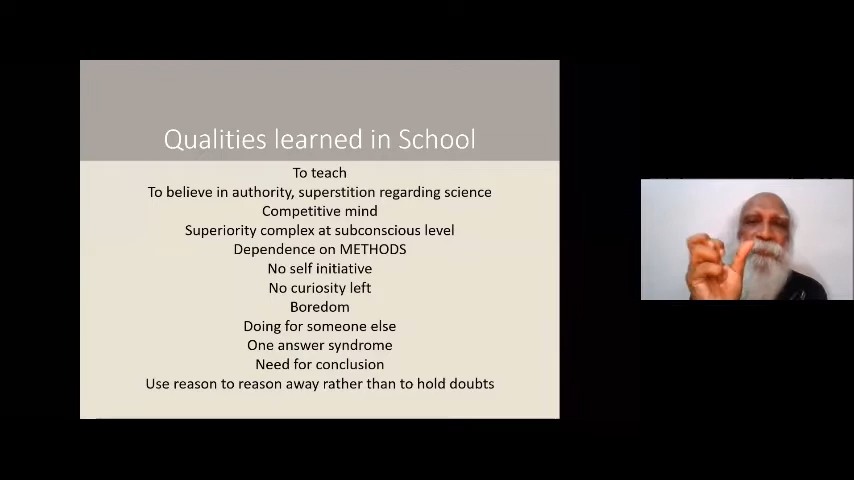 Qualities learned in School
To teach
To believe in authority, superstition regarding science
Competitive mind
Superiority complex at subconscious level
Dependence on METHODS
No self initiative
No curiosity left
Boredom
Doing for someone else
One answer syndrome
Need for conclusion
Use reason to reason away rather than to hold doubts